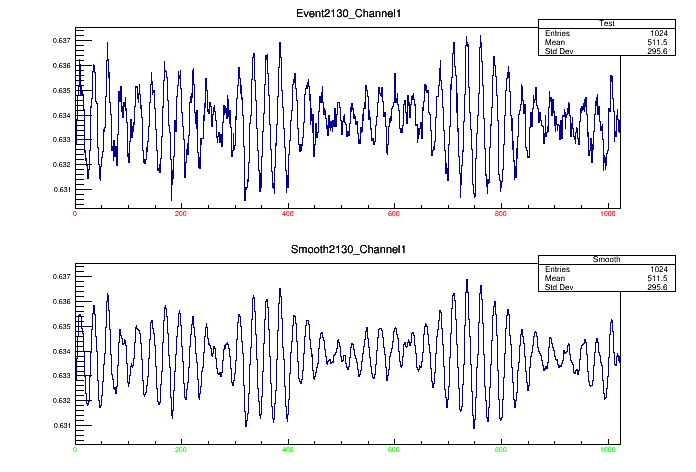 Event2130_Channel1
Test
Entries 1024
Mean 511.5
Std Dev 295.6
0.637
0.636
0.635
0.634
0.633
0.632
0.631
0 200 400 600 800 1000
Smooth2130_Channel1
Smooth
Entries 1024
Mean 511.5
Std Dev 295.6
0.637
0.636
0.635
0.634
0.633
0.632
0.631
0 200 400 600 800 1000